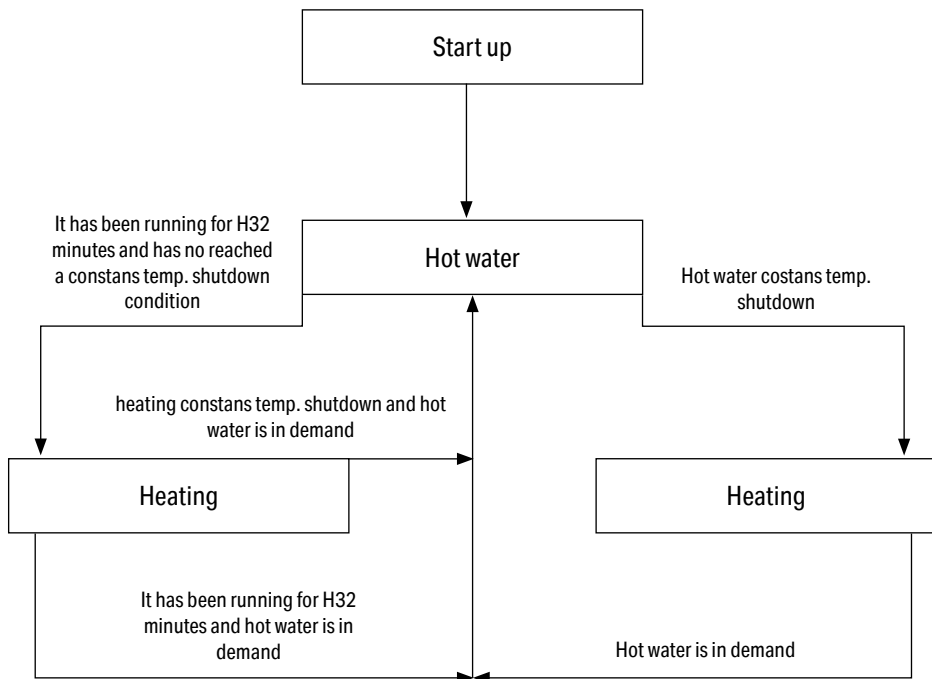 Start up
It has been running for H32
minutes and has no reached
a constans temp. shutdown
condition
Hot water
Hot water costans temp.
shutdown
heating constans temp. shutdown and hot
water is in demand
Heating
Heating
It has been running for H32
minutes and hot water is in
demand
Hot water is in demand